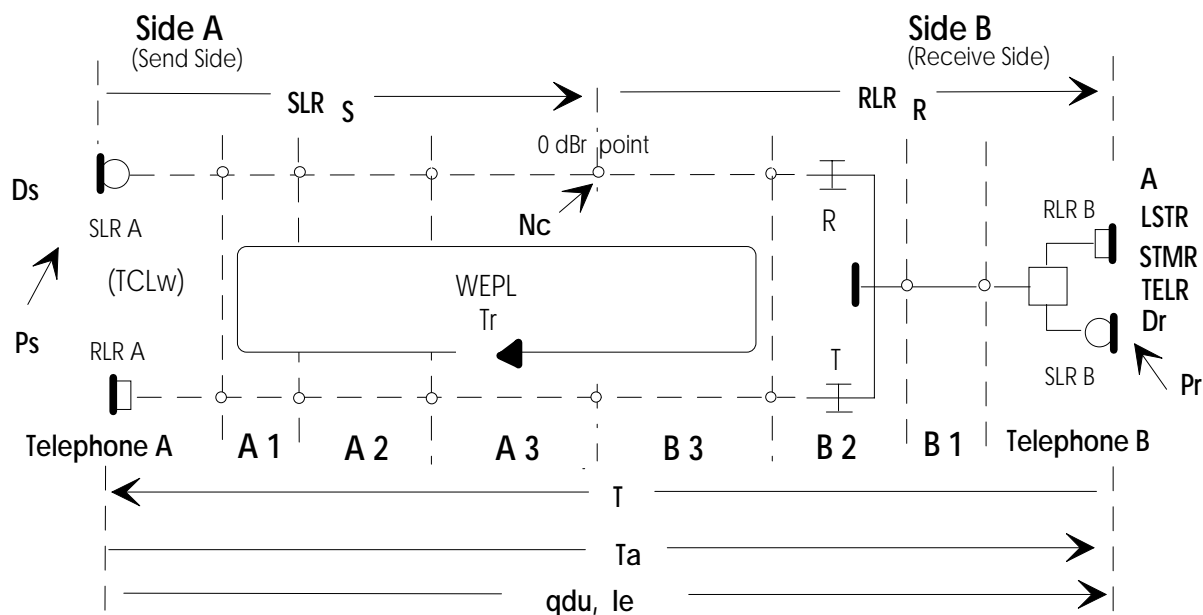 Side A
(Send Side)
Side B
(Receive Side)
SLR S
RLR R
0 dBr point
Ds
SLR A
Nc
R
RLR B
A
LSTR
STMR
TELR
Dr
(TCLw)
WEPL
Tr
Ps
RLR A
T
SLR B
Pr
Telephone A
A 1
A 2
A 3
B 3
B 2
B 1
Telephone B
T
Ta
qdu, Ie